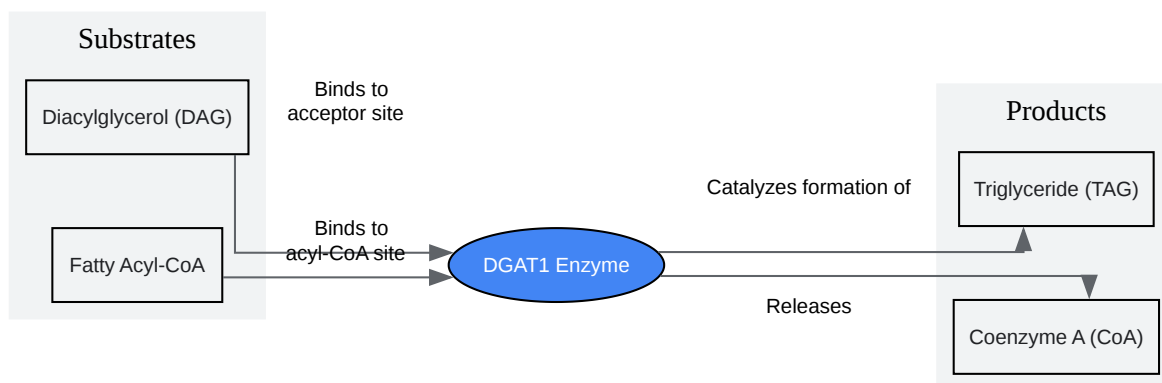 Substrates
Diacylglycerol (DAG)
Binds to
acceptor site
Fatty Acyl-CoA
Binds to
acyl-CoA site
DGAT1 Enzyme
Catalyzes formation of
Releases
Products
Triglyceride (TAG)
Coenzyme A (CoA)